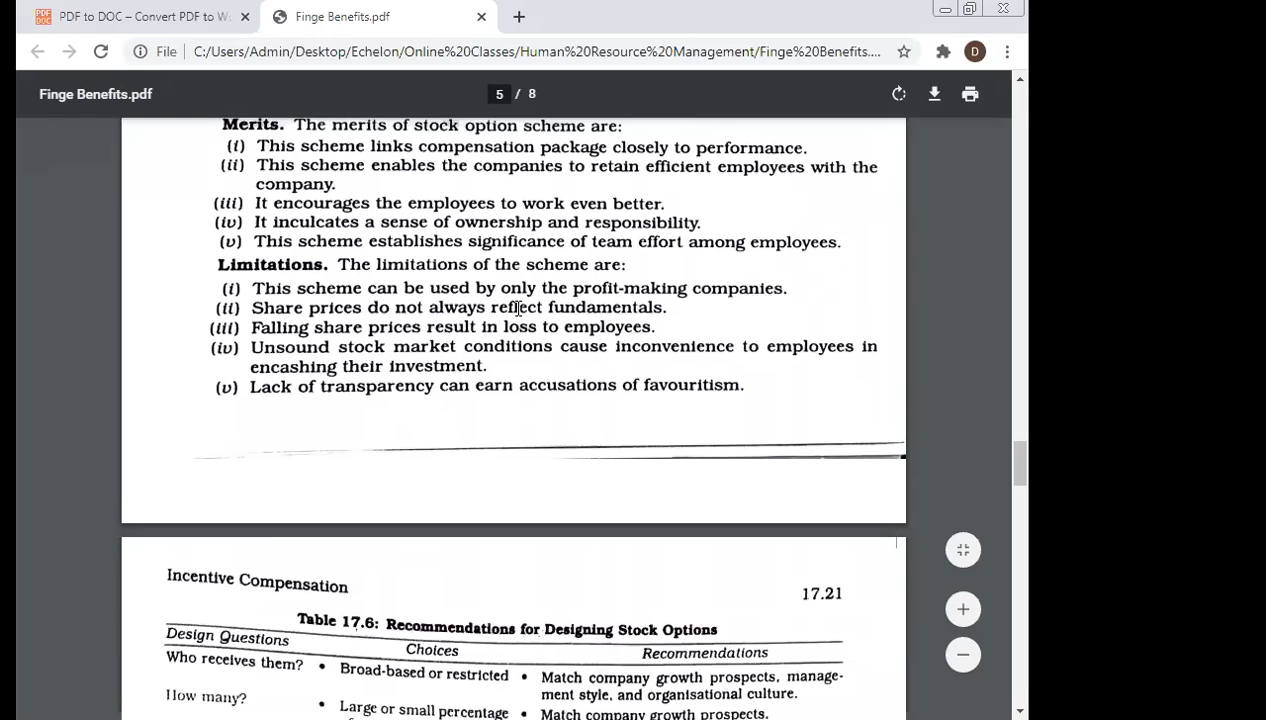 PDF to DOC – Convert PDF to W
Finge Benefits.pdf
File C:/Users/Admin/Desktop/Echelon/Online%20Classes/Human%20Resource%20Management/Finge%20Benefits.... D
Finge Benefits.pdf 5 / 8
Merits. The merits of stock option scheme are:
(i) This scheme links compensation package closely to performance.
(ii) This scheme enables the companies to retain efficient employees with the
company.
(iii) It encourages the employees to work even better.
(iv) It inculcates a sense of ownership and responsibility.
(v) This scheme establishes significance of team effort among employees.
Limitations. The limitations of the scheme are:
(i) This scheme can be used by only the profit-making companies.
(ii) Share prices do not always reflect fundamentals.
(iii) Falling share prices result in loss to employees.
(iv) Unsound stock market conditions cause inconvenience to employees in
encashing their investment.
(v) Lack of transparency can earn accusations of favouritism.
Incentive Compensation 17.21
Table 17.6: Recommendations for Designing Stock Options
Design Questions Choices Recommendations
Who receives them? • Broad-based or restricted • Match company growth prospects, manage-
ment style, and organisational culture.
How many? • Large or small percentage • Match company growth prospects.